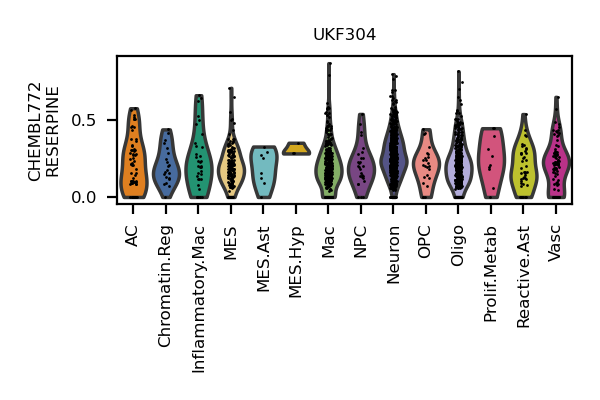 UKF304
CHEMBL772
RESERPINE
0.5
0.0
AC
Chromatin.Reg
Inflammatory.Mac
MES
MES.Ast
MES.Hyp
Mac
NPC
Neuron
OPC
Oligo
Prolif.Metab
Reactive.Ast
Vasc